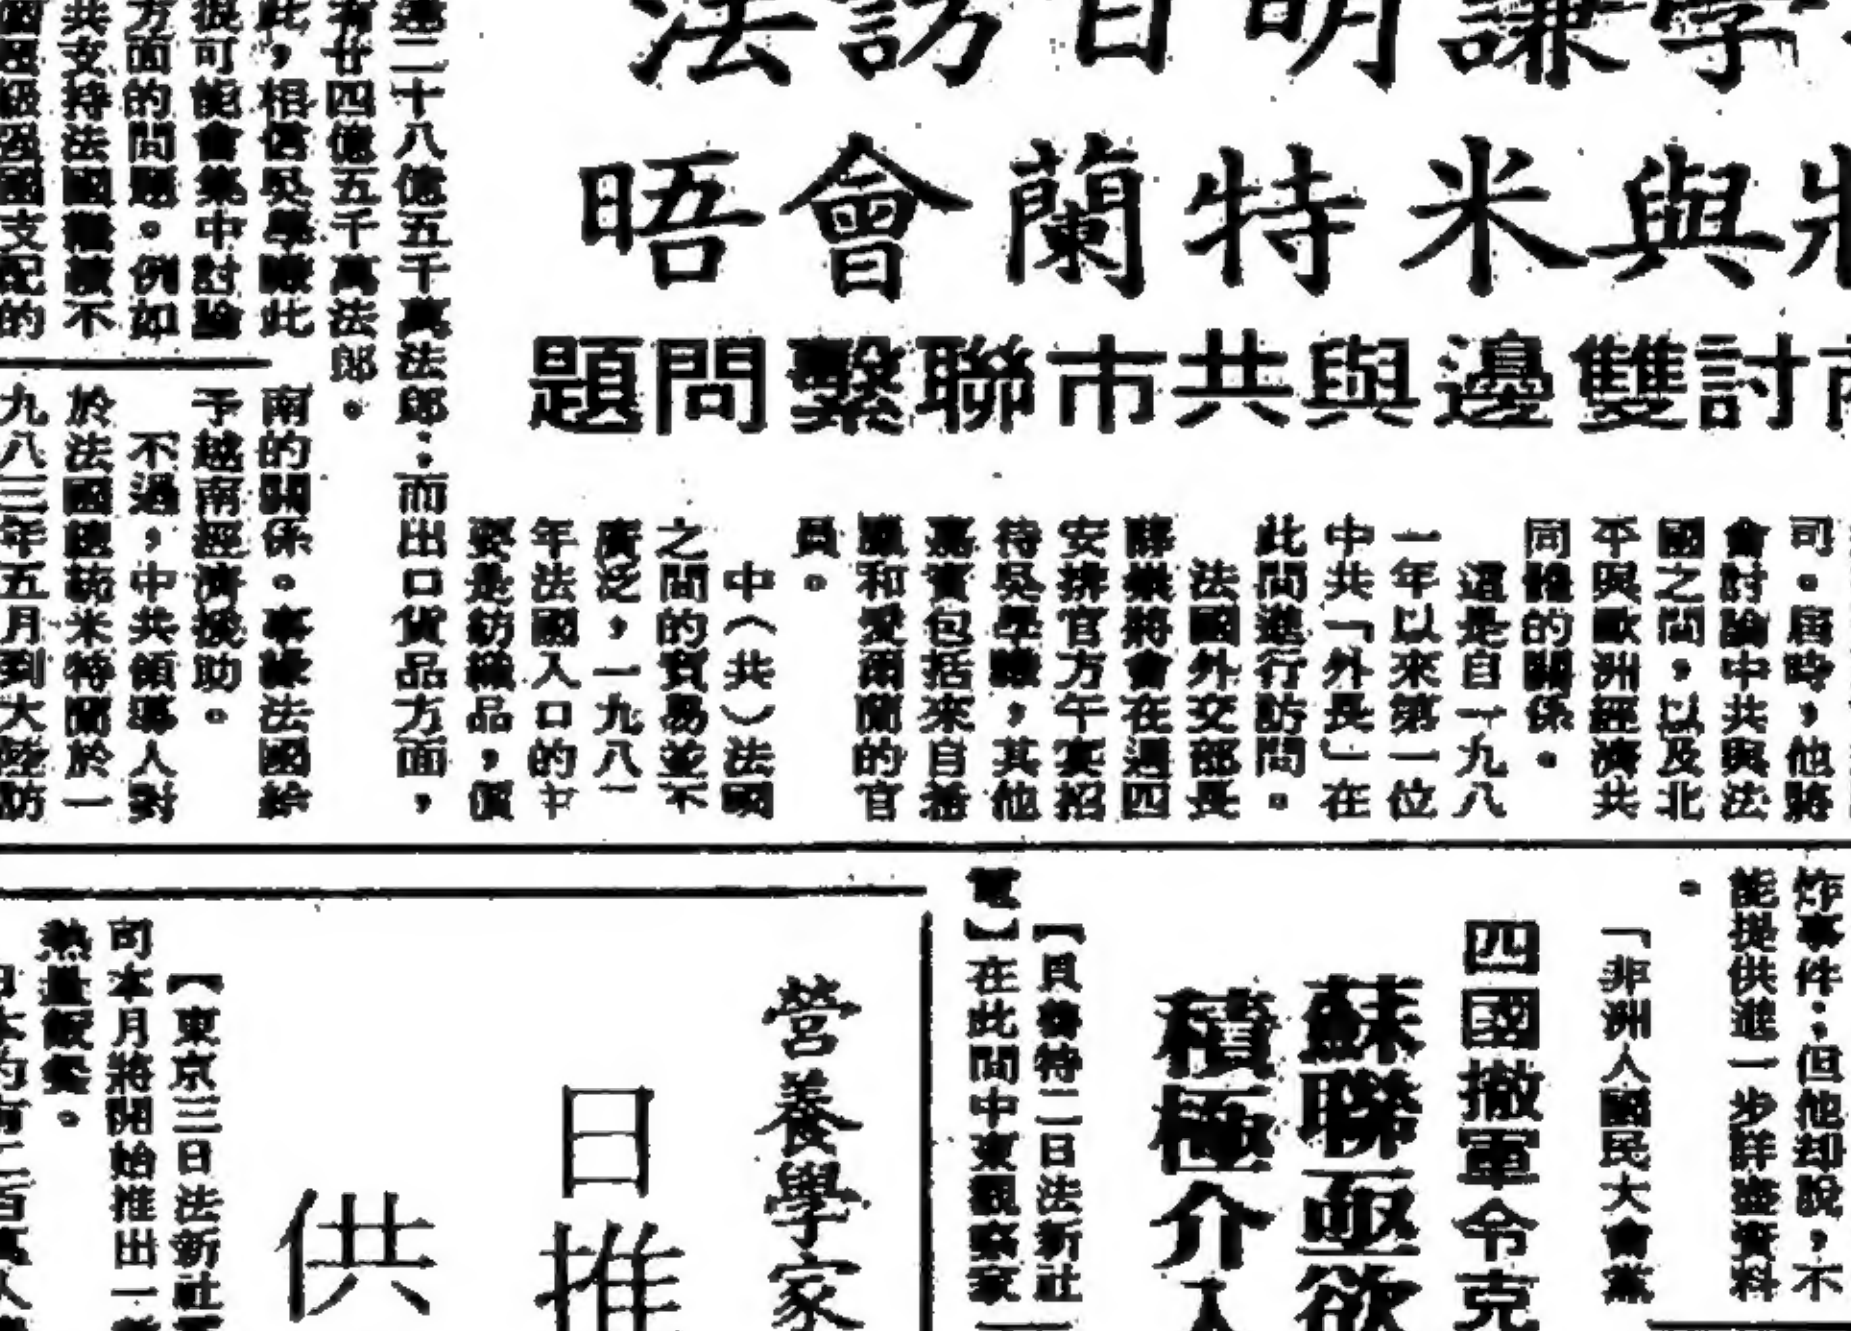 學謙明日訪法
與米特蘭會晤
討雙邊與共市聯繫問題
司。屆時，他將
會討論中共與法
國之間，以及北
平與歐洲經濟共
同體的關係。
這是自一九八
一年以來第一位
中共「外長」在
此間進行訪問。
法國外交部長
將會在週四
安排官方午宴招
待吳學謙，其他
嘉賓包括來自
和愛爾蘭的官
員。
中（共）法國
之間的貿易並不
廣泛，一九八一
年法國入口的中
要是紡織品，價
達二十八億五千萬法郎；而出口貨品方面，
有廿四億五千萬法郎。
此，相信吳學謙此
很可能會集中討論
方面的問題。例如
共支持法國
支配的
南的關係。事緣法國給
予越南經濟援助。
不過，中共領導人對
於法國總統米特蘭於一
九八三年五月到大陸訪
炸事件；但他却說，不
能提供進一步詳盡資料
。
「非洲人國民大會黨
四國撤軍令克
蘇聯亟欲
積極介入
【貝魯特二日法新社
電】在此間中東觀察家
營養學家
日推
供
【東京三日法新社
司本月將開始推出一
熱量飯餐。
日本約有二百萬人